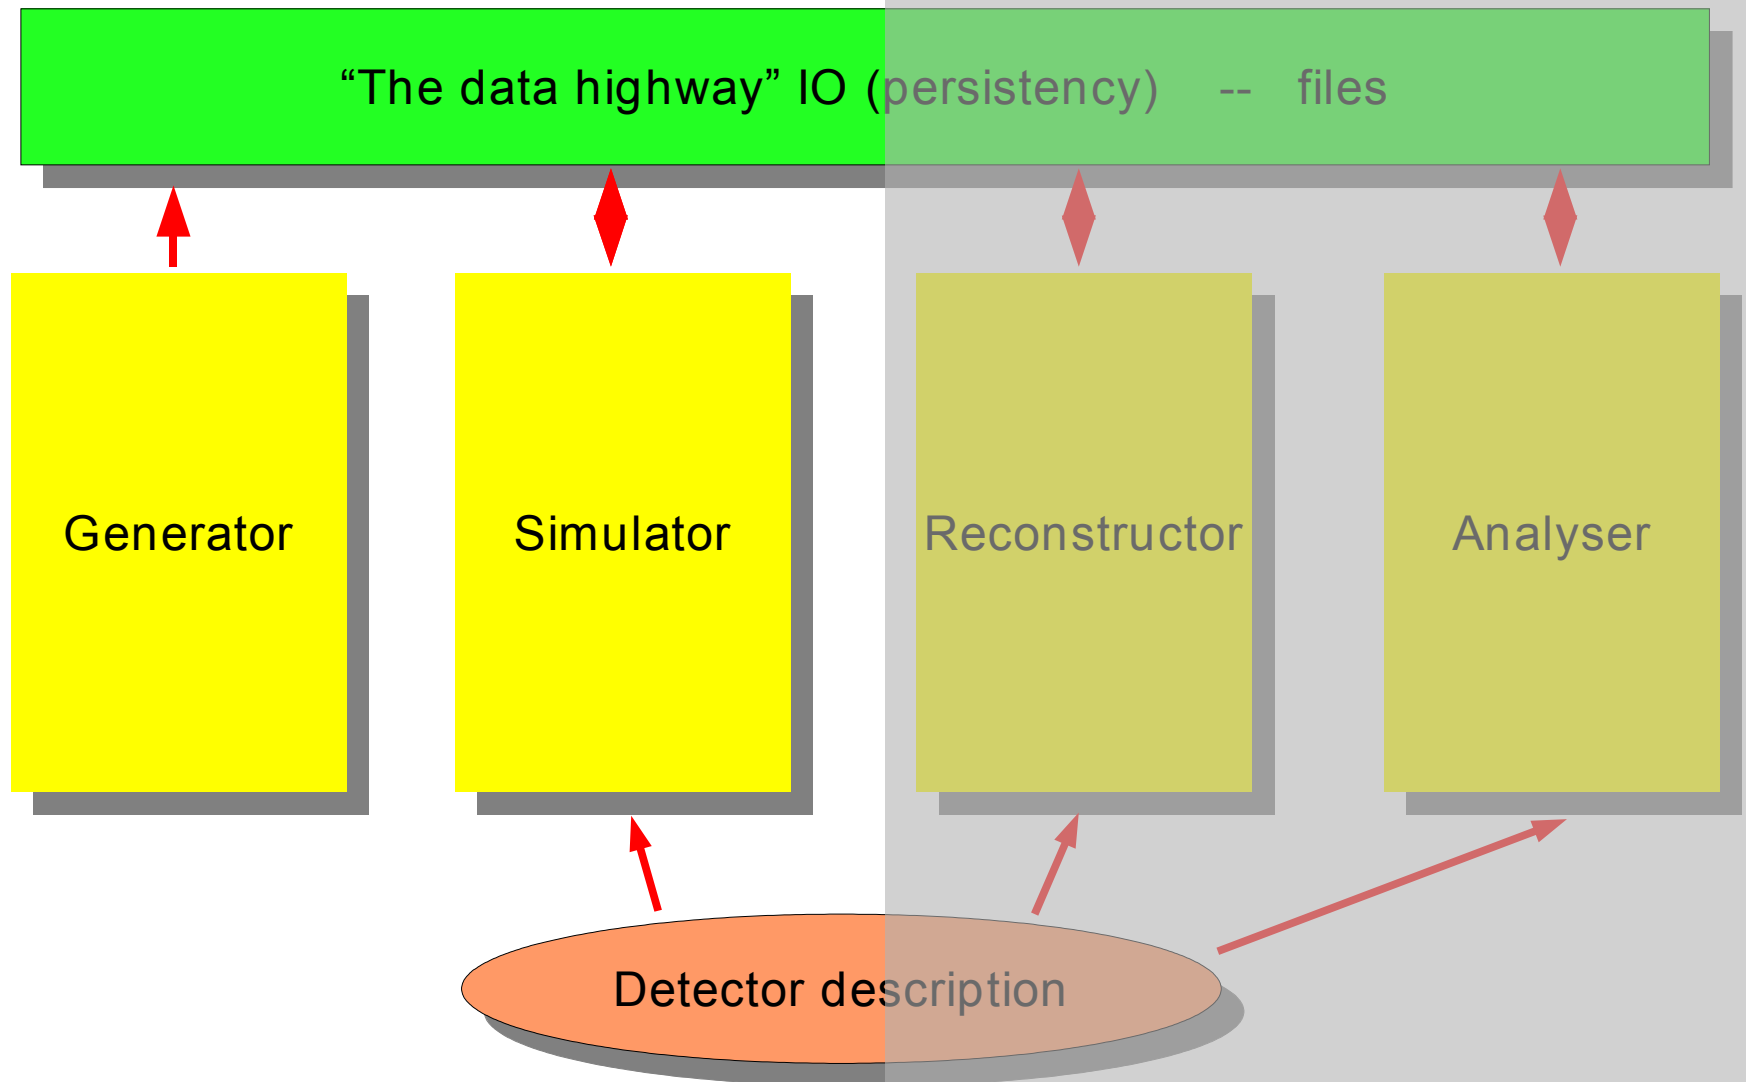 “The data highway” IO (persistency) -- files
Generator
Simulator
Reconstructor
Analyser
Detector description